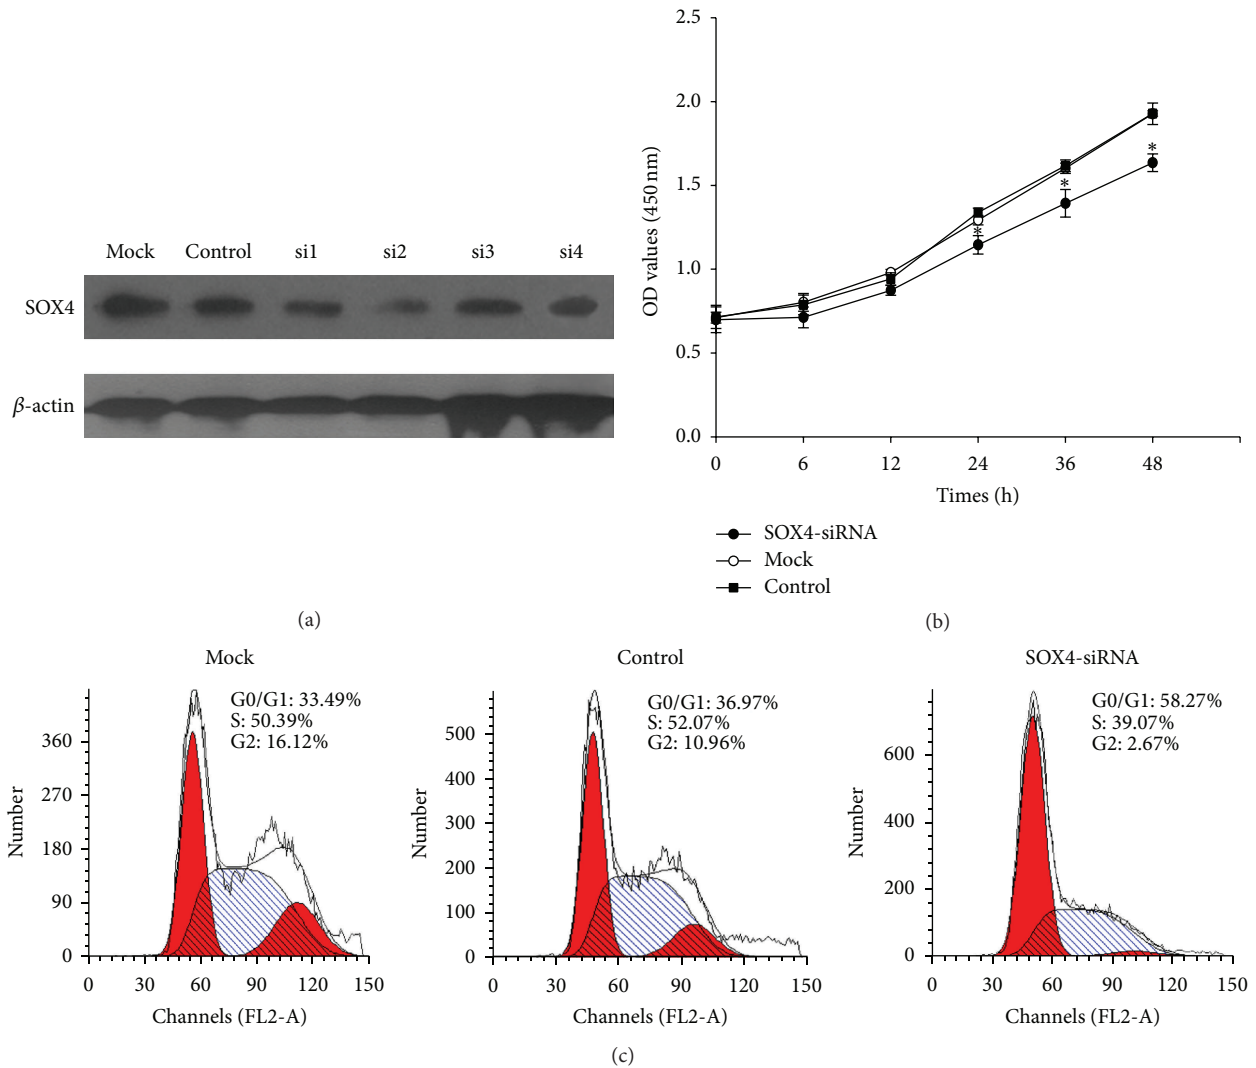 Mock Control si1 si2 si3 si4
SOX4
β-actin
(a)
2.5
2.0
1.5
1.0
0.5
0.0
OD values (450 nm)
* * *
0 6 12 24 36 48
Times (h)
SOX4-siRNA
Mock
Control
(b)
Mock
G0/G1: 33.49%
S: 50.39%
G2: 16.12%
360
270
180
90
0
Number
0 30 60 90 120 150
Channels (FL2-A)
Control
G0/G1: 36.97%
S: 52.07%
G2: 10.96%
500
400
300
200
100
0
Number
0 30 60 90 120 150
Channels (FL2-A)
SOX4-siRNA
G0/G1: 58.27%
S: 39.07%
G2: 2.67%
600
400
200
0
Number
0 30 60 90 120 150
Channels (FL2-A)
(c)